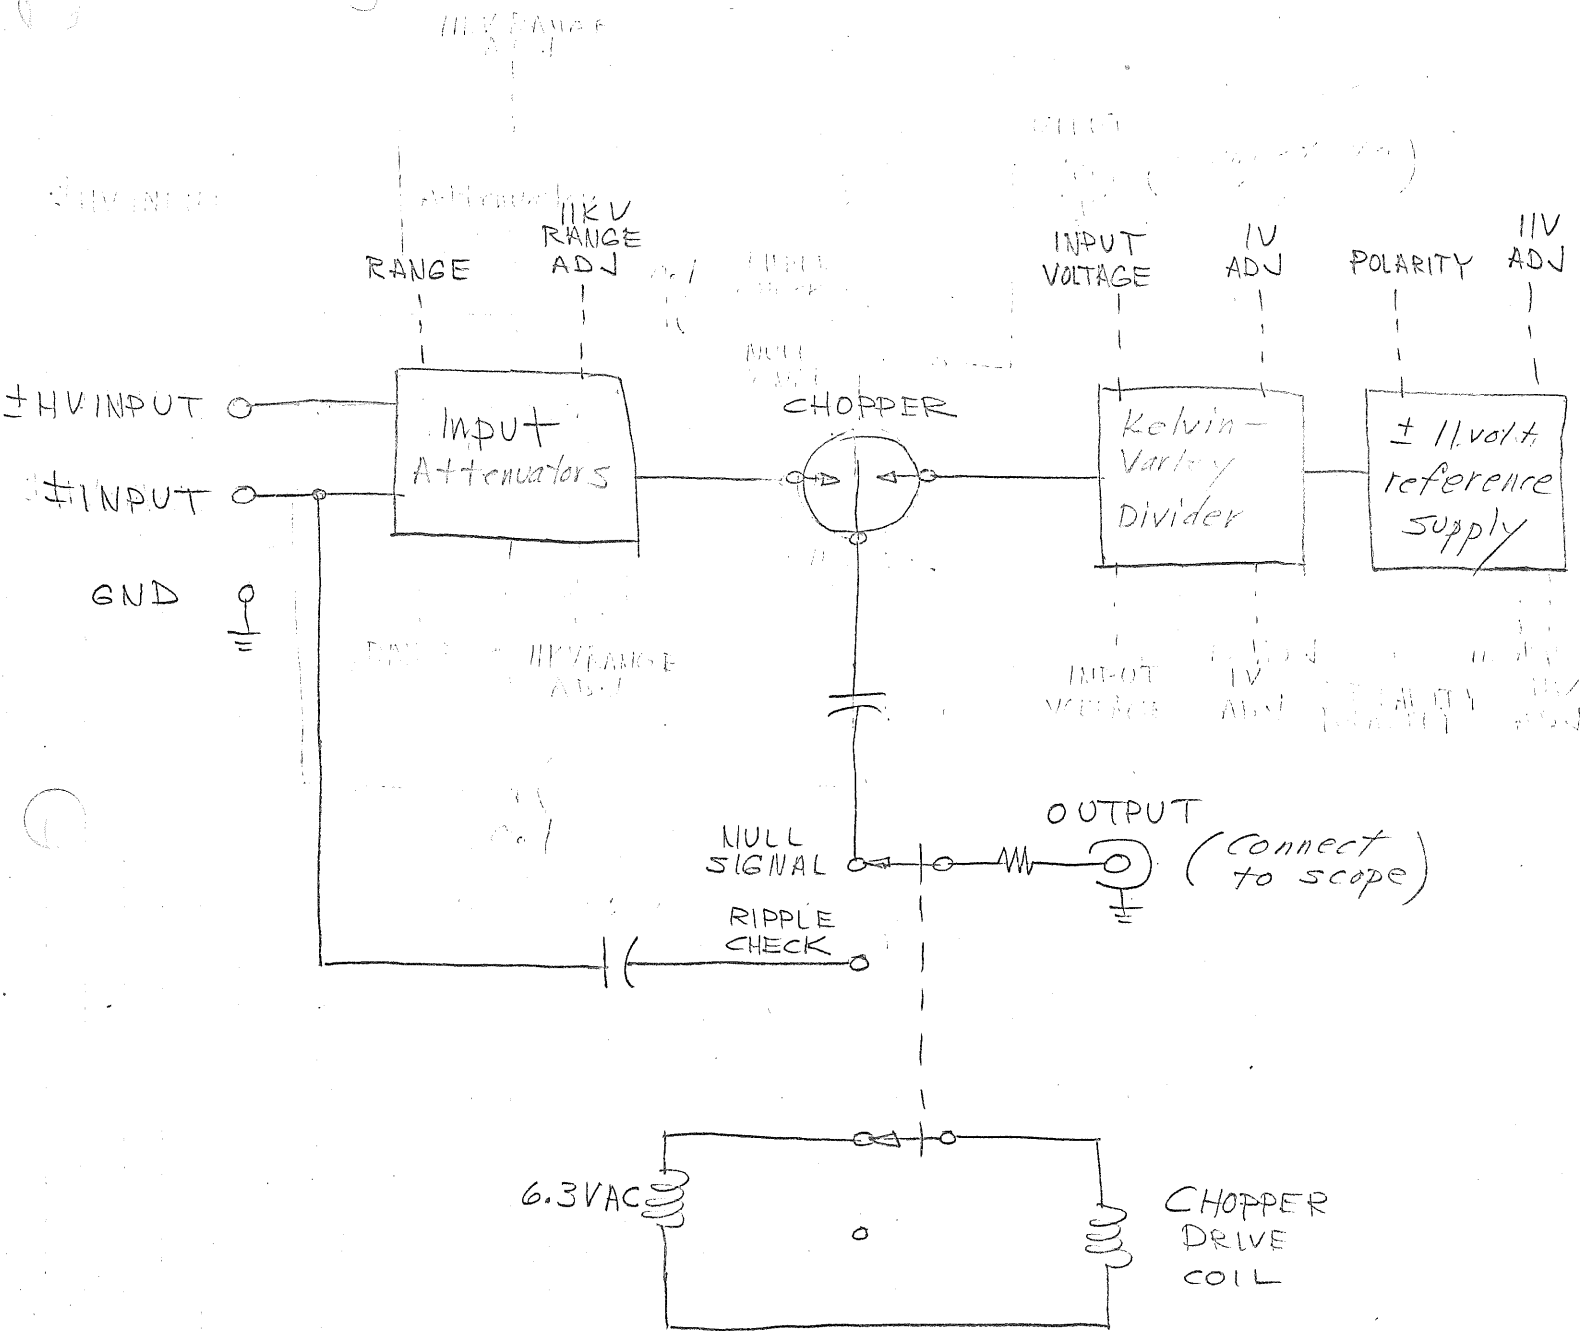 11KV
RANGE
ADJ
RANGE
INPUT
VOLTAGE
1V
ADJ
POLARITY
11V
ADJ
±HV INPUT
Input
Attenuators
CHOPPER
Kelvin-
Varley
Divider
± 11 volt
reference
supply
±INPUT
GND
NULL
SIGNAL
OUTPUT
(connect
to scope)
RIPPLE
CHECK
6.3VAC
CHOPPER
DRIVE
COIL